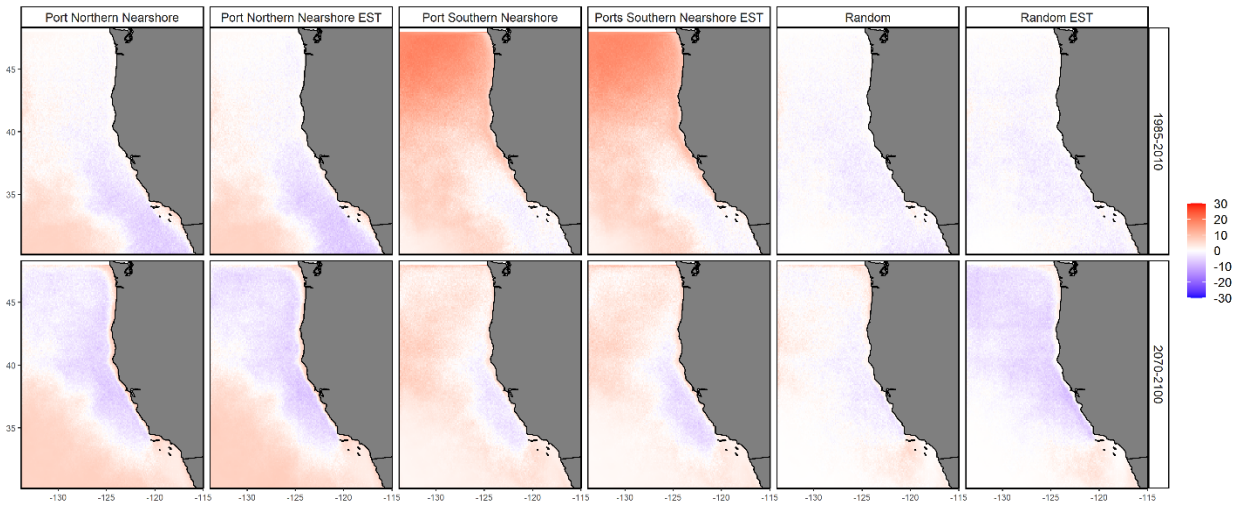 Port Northern Nearshore
Port Northern Nearshore EST
Port Southern Nearshore
Ports Southern Nearshore EST
Random
Random EST
45
40
35
1985-2010
30
20
10
0
-10
-20
-30
45
40
35
2070-2100
-130 -125 -120 -115
-130 -125 -120 -115
-130 -125 -120 -115
-130 -125 -120 -115
-130 -125 -120 -115
-130 -125 -120 -115